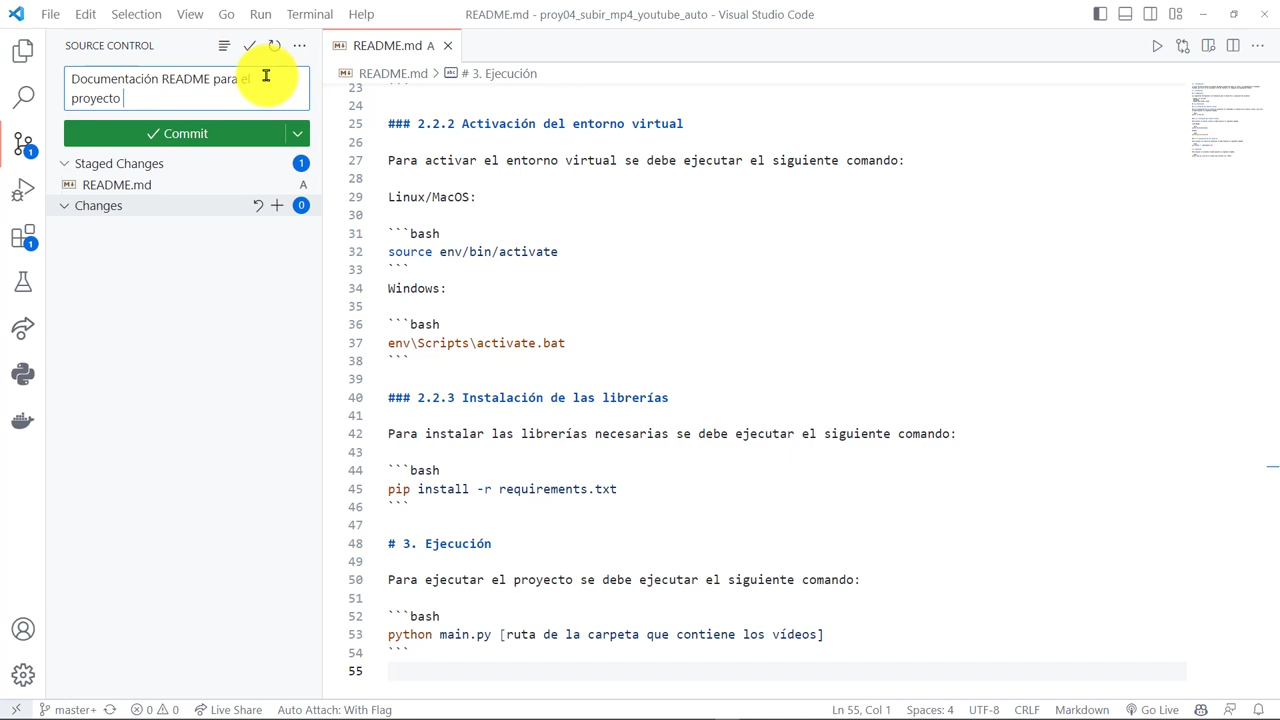 File Edit Selection View Go Run Terminal Help
README.md - proy04_subir_mp4_youtube_auto - Visual Studio Code
SOURCE CONTROL
Documentación README para el
proyecto
Commit
Staged Changes 1
README.md A
Changes 0
1
1
README.md A
README.md > # 3. Ejecución
23 ```
24
25 ### 2.2.2 Activación del entorno virtual
26
27 Para activar el entorno virtual se debe ejecutar el siguiente comando:
28
29 Linux/MacOS:
30
31 ```bash
32 source env/bin/activate
33 ```
34 Windows:
35
36 ```bash
37 env\Scripts\activate.bat
38 ```
39
40 ### 2.2.3 Instalación de las librerías
41
42 Para instalar las librerías necesarias se debe ejecutar el siguiente comando:
43
44 ```bash
45 pip install -r requirements.txt
46 ```
47
48 # 3. Ejecución
49
50 Para ejecutar el proyecto se debe ejecutar el siguiente comando:
51
52 ```bash
53 python main.py [ruta de la carpeta que contiene los vídeos]
54 ```
55
master+ 0 0 Live Share Auto Attach: With Flag Ln 55, Col 1 Spaces: 4 UTF-8 CRLF Markdown Go Live